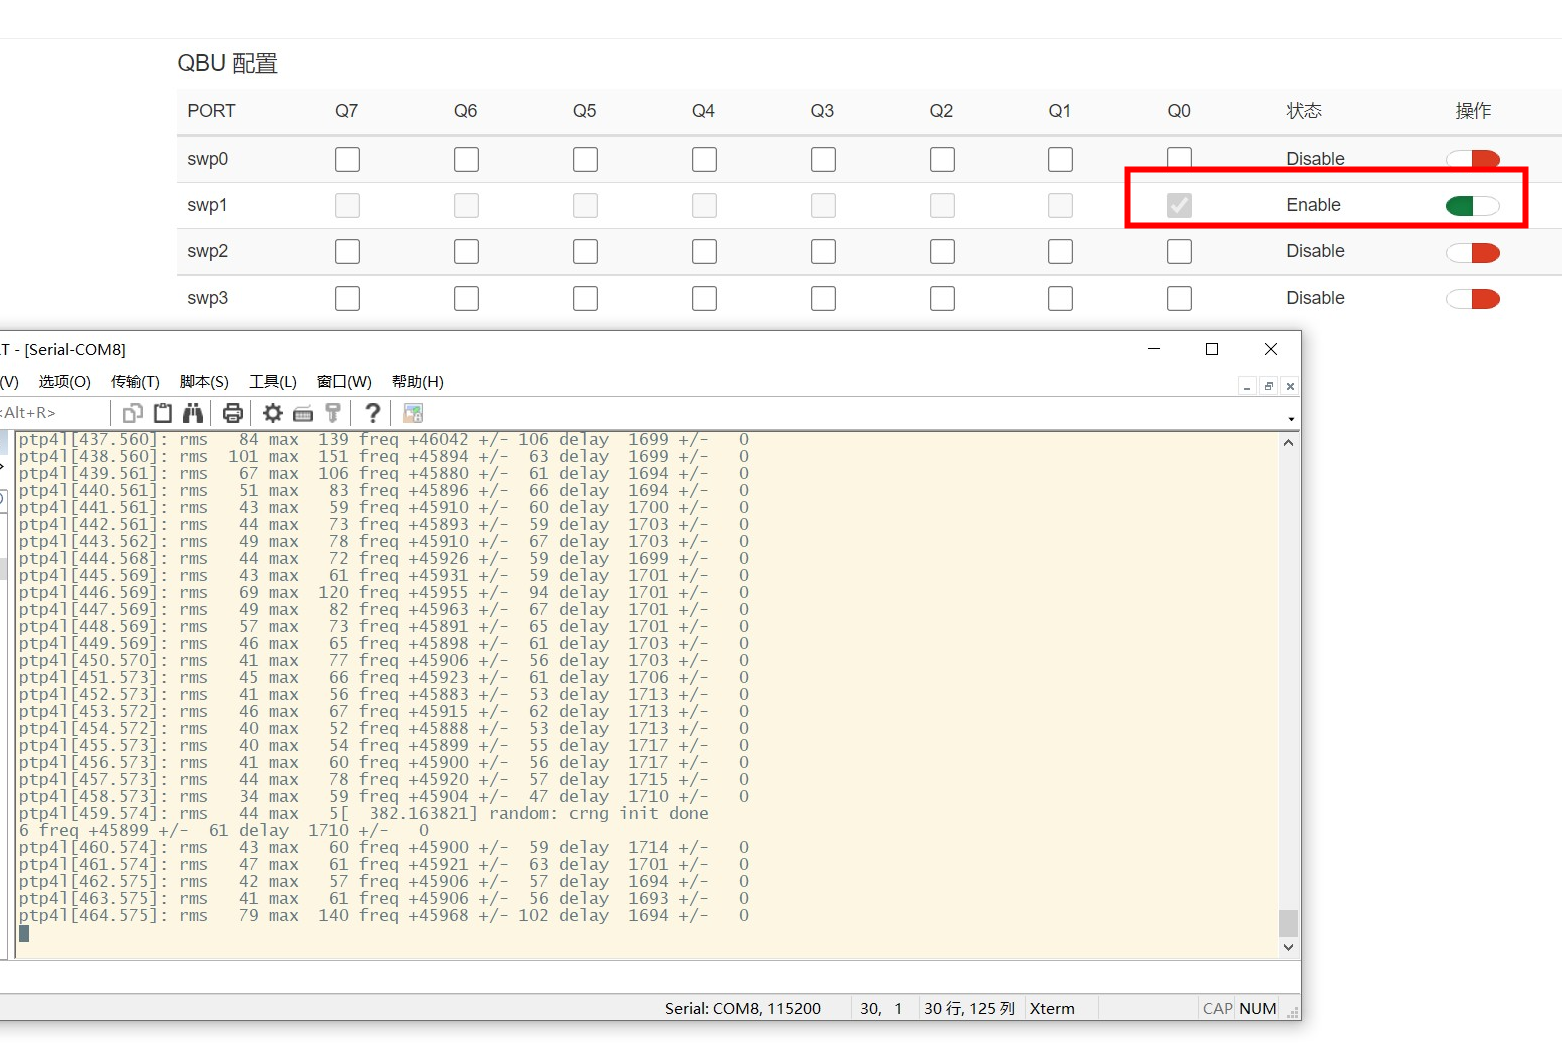 QBU 配置
PORT Q7 Q6 Q5 Q4 Q3 Q2 Q1 Q0 状态 操作
swp0 Disable
swp1 Enable
swp2 Disable
swp3 Disable
T - [Serial-COM8]
(V) 选项(O) 传输(T) 脚本(S) 工具(L) 窗口(W) 帮助(H)
<Alt+R>
ptp4l[437.560]: rms   84 max  139 freq +46042 +/- 106 delay  1699 +/-   0
ptp4l[438.560]: rms  101 max  151 freq +45894 +/-  63 delay  1699 +/-   0
ptp4l[439.561]: rms   67 max  106 freq +45880 +/-  61 delay  1694 +/-   0
ptp4l[440.561]: rms   51 max   83 freq +45896 +/-  66 delay  1694 +/-   0
ptp4l[441.561]: rms   43 max   59 freq +45910 +/-  60 delay  1700 +/-   0
ptp4l[442.561]: rms   44 max   73 freq +45893 +/-  59 delay  1703 +/-   0
ptp4l[443.562]: rms   49 max   78 freq +45910 +/-  67 delay  1703 +/-   0
ptp4l[444.568]: rms   44 max   72 freq +45926 +/-  59 delay  1699 +/-   0
ptp4l[445.569]: rms   43 max   61 freq +45931 +/-  59 delay  1701 +/-   0
ptp4l[446.569]: rms   69 max  120 freq +45955 +/-  94 delay  1701 +/-   0
ptp4l[447.569]: rms   49 max   82 freq +45963 +/-  67 delay  1701 +/-   0
ptp4l[448.569]: rms   57 max   73 freq +45891 +/-  65 delay  1701 +/-   0
ptp4l[449.569]: rms   46 max   65 freq +45898 +/-  61 delay  1703 +/-   0
ptp4l[450.570]: rms   41 max   77 freq +45906 +/-  56 delay  1703 +/-   0
ptp4l[451.573]: rms   45 max   66 freq +45923 +/-  61 delay  1706 +/-   0
ptp4l[452.573]: rms   41 max   56 freq +45883 +/-  53 delay  1713 +/-   0
ptp4l[453.572]: rms   46 max   67 freq +45915 +/-  62 delay  1713 +/-   0
ptp4l[454.572]: rms   40 max   52 freq +45888 +/-  53 delay  1713 +/-   0
ptp4l[455.573]: rms   40 max   54 freq +45899 +/-  55 delay  1717 +/-   0
ptp4l[456.573]: rms   41 max   60 freq +45900 +/-  56 delay  1717 +/-   0
ptp4l[457.573]: rms   44 max   78 freq +45920 +/-  57 delay  1715 +/-   0
ptp4l[458.573]: rms   34 max   59 freq +45904 +/-  47 delay  1710 +/-   0
ptp4l[459.574]: rms   44 max   5[  382.163821] random: crng init done
6 freq +45899 +/-  61 delay  1710 +/-   0
ptp4l[460.574]: rms   43 max   60 freq +45900 +/-  59 delay  1714 +/-   0
ptp4l[461.574]: rms   47 max   61 freq +45921 +/-  63 delay  1701 +/-   0
ptp4l[462.575]: rms   42 max   57 freq +45906 +/-  57 delay  1694 +/-   0
ptp4l[463.575]: rms   41 max   61 freq +45906 +/-  56 delay  1693 +/-   0
ptp4l[464.575]: rms   79 max  140 freq +45968 +/- 102 delay  1694 +/-   0
Serial: COM8, 115200 30, 1 30 行, 125 列 Xterm CAP NUM